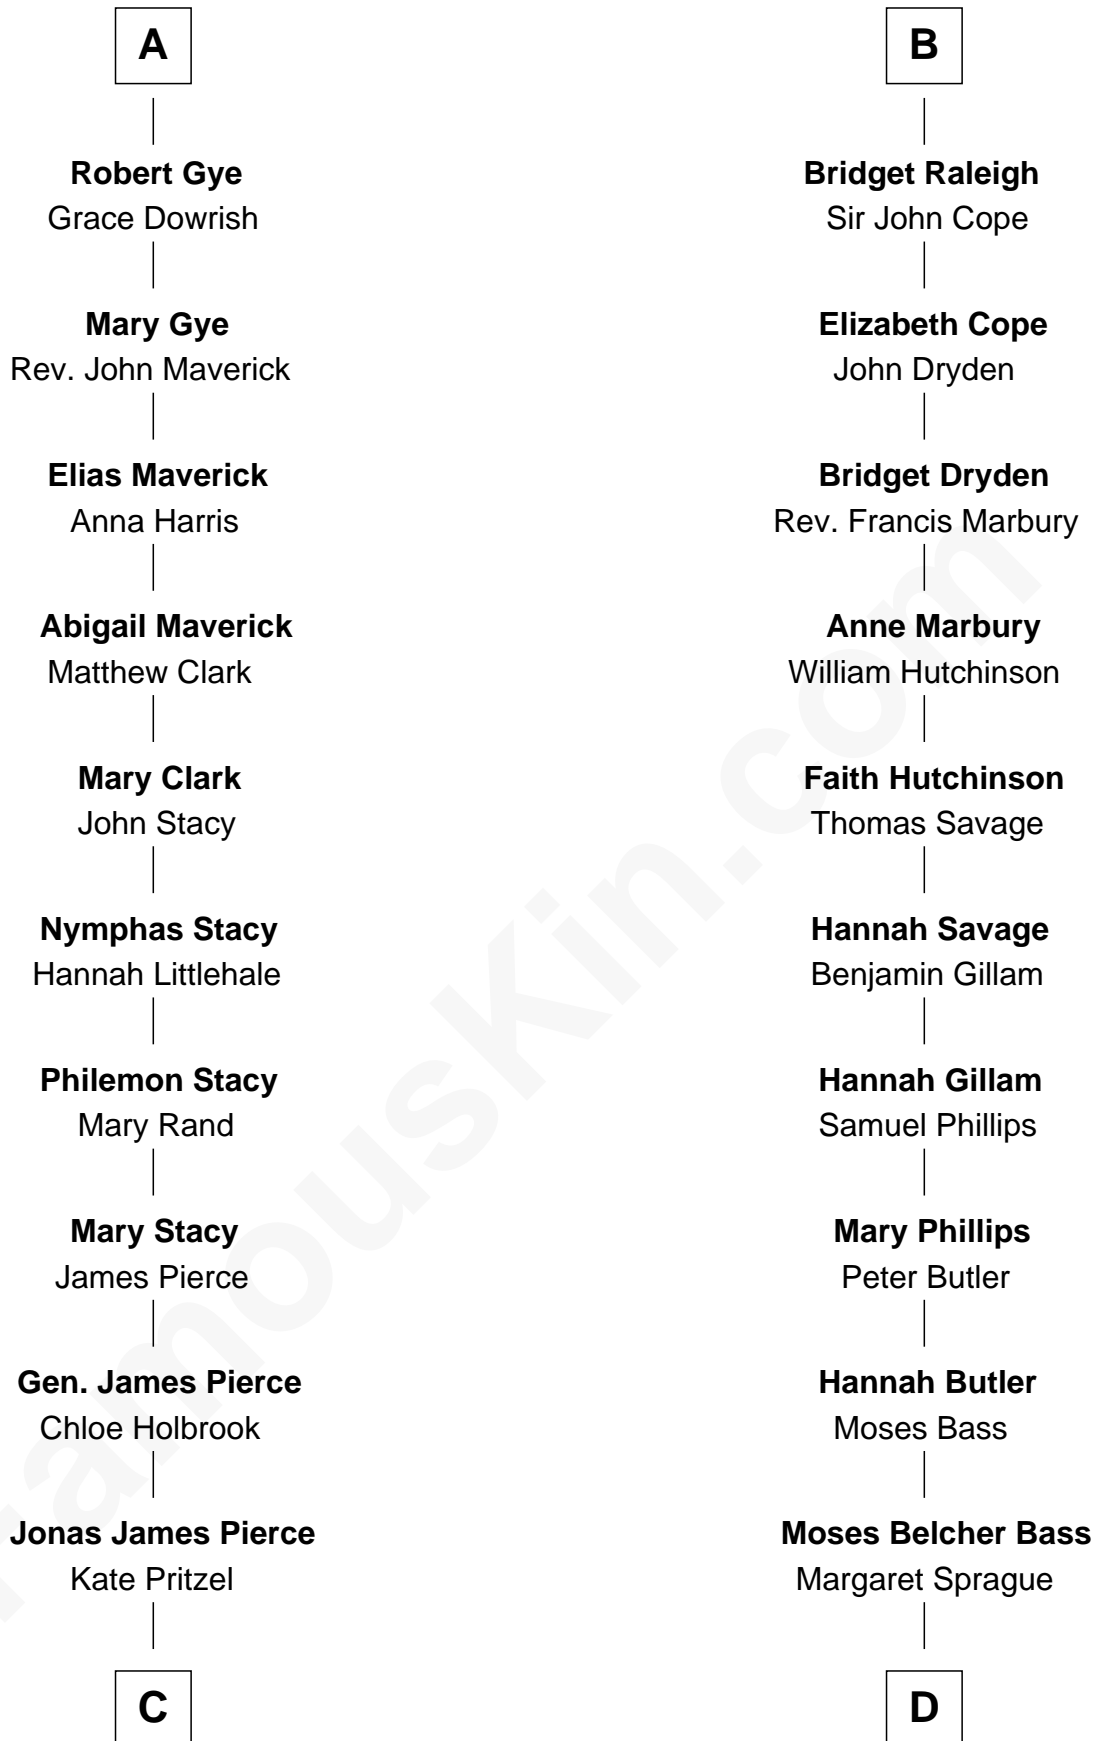 A
Robert Gye
Grace Dowrish
Mary Gye
Rev. John Maverick
Elias Maverick
Anna Harris
Abigail Maverick
Matthew Clark
Mary Clark
John Stacy
Nymphas Stacy
Hannah Littlehale
Philemon Stacy
Mary Rand
Mary Stacy
James Pierce
Gen. James Pierce
Chloe Holbrook
Jonas James Pierce
Kate Pritzel
C
B
Bridget Raleigh
Sir John Cope
Elizabeth Cope
John Dryden
Bridget Dryden
Rev. Francis Marbury
Anne Marbury
William Hutchinson
Faith Hutchinson
Thomas Savage
Hannah Savage
Benjamin Gillam
Hannah Gillam
Samuel Phillips
Mary Phillips
Peter Butler
Hannah Butler
Moses Bass
Moses Belcher Bass
Margaret Sprague
D
FamousKin.com